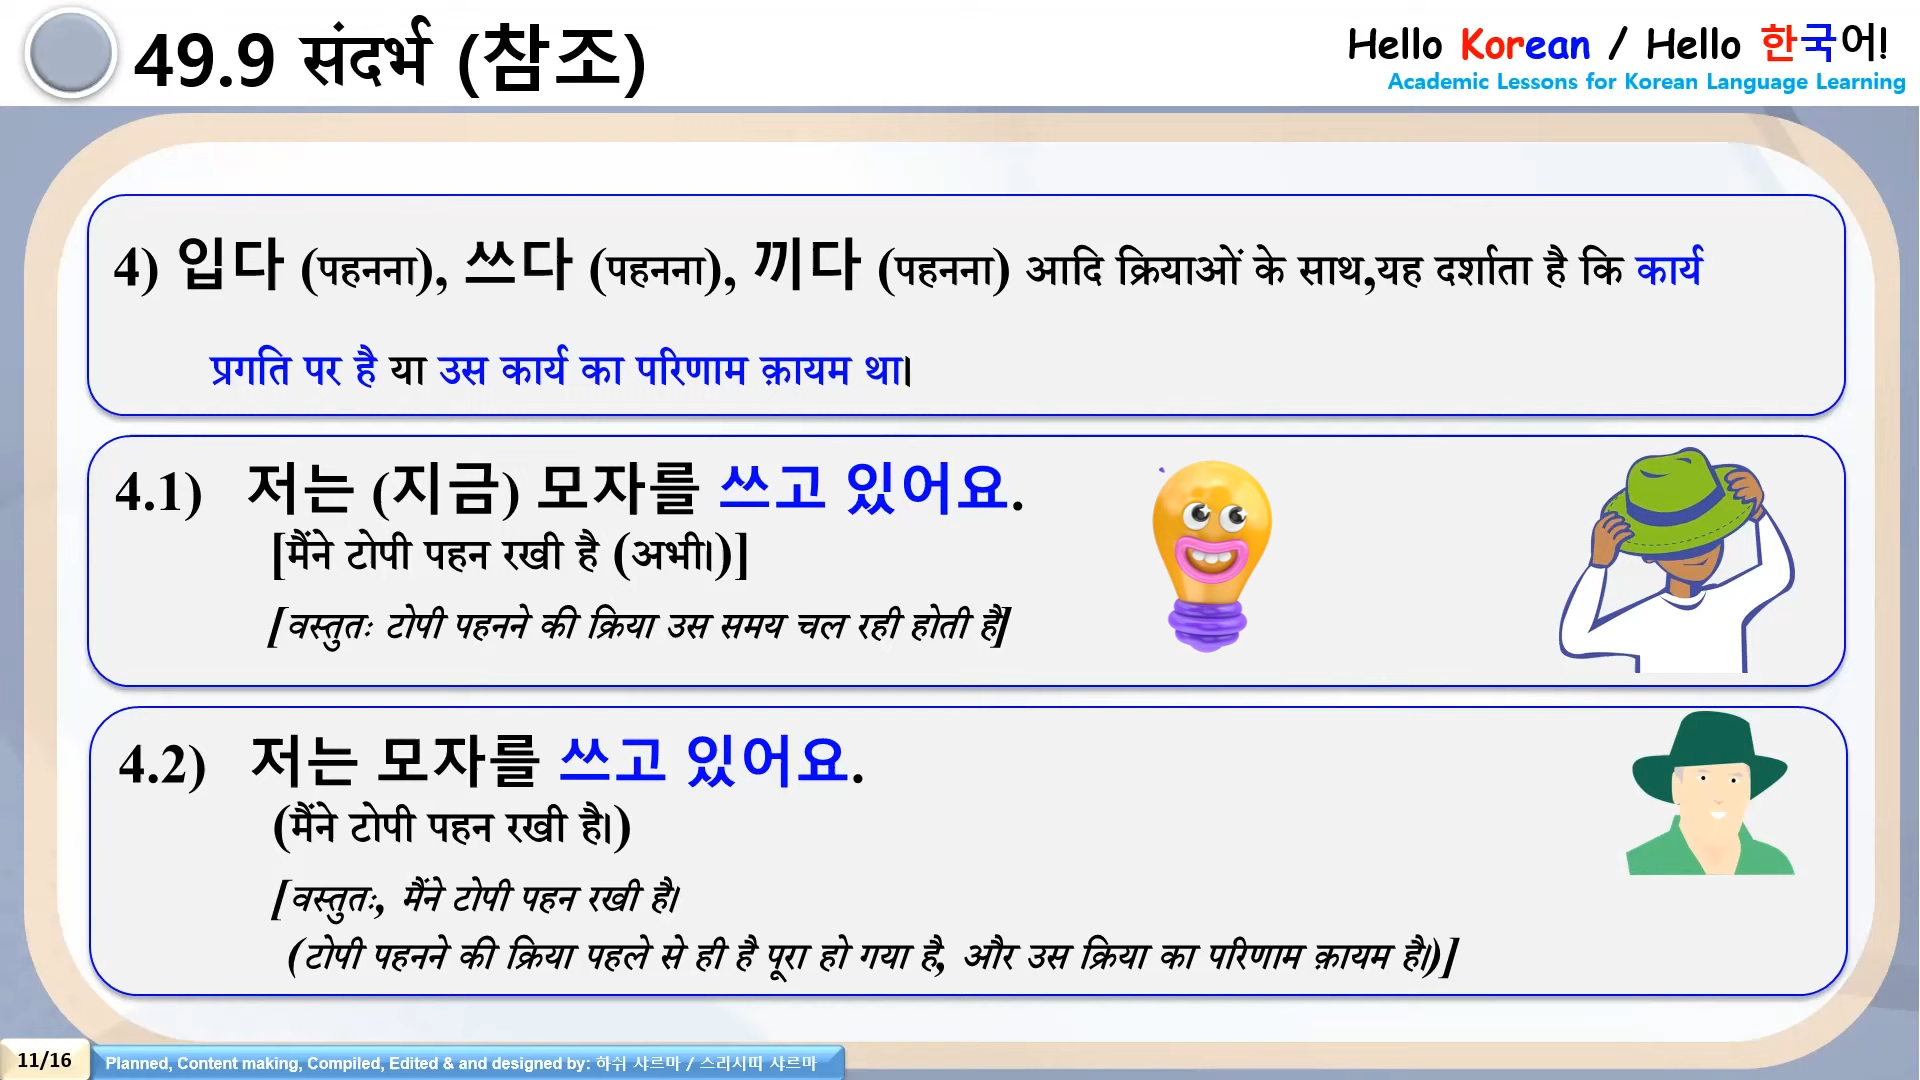 49.9 संदर्भ (참조)
Hello Korean / Hello 한국어!
Academic Lessons for Korean Language Learning
4) 입다 (पहनना), 쓰다 (पहनना), 끼다 (पहनना) आदि क्रियाओं के साथ,यह दर्शाता है कि कार्य
प्रगति पर है या उस कार्य का परिणाम क़ायम था।
4.1) 저는 (지금) 모자를 쓰고 있어요.
[मैंने टोपी पहन रखी है (अभी।)]
[वस्तुतः टोपी पहनने की क्रिया उस समय चल रही होती है]
4.2) 저는 모자를 쓰고 있어요.
(मैंने टोपी पहन रखी है।)
[वस्तुतः, मैंने टोपी पहन रखी है।
(टोपी पहनने की क्रिया पहले से ही है पूरा हो गया है, और उस क्रिया का परिणाम क़ायम है।)]
11/16
Planned, Content making, Compiled, Edited & and designed by: 하쉬 샤르마 / 스리시띠 샤르마